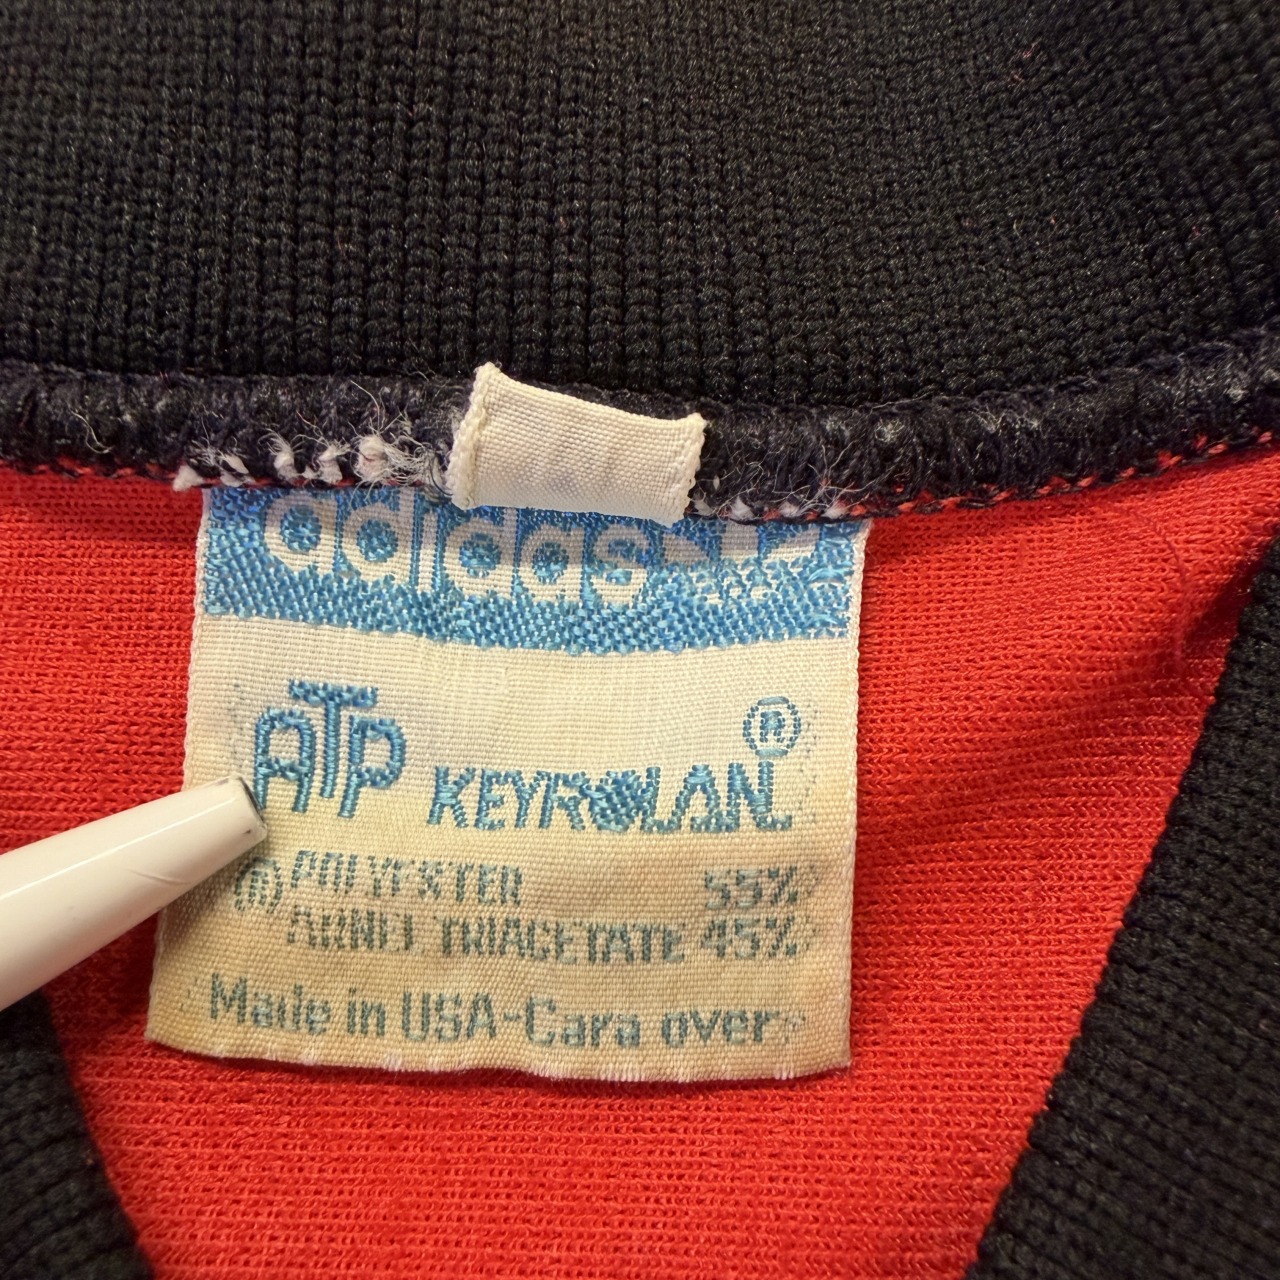 adidas
ATP KEYROLAN ®
POLYESTER 55%
(R) ARNEL TRIACETATE 45%
Made in USA-Care over